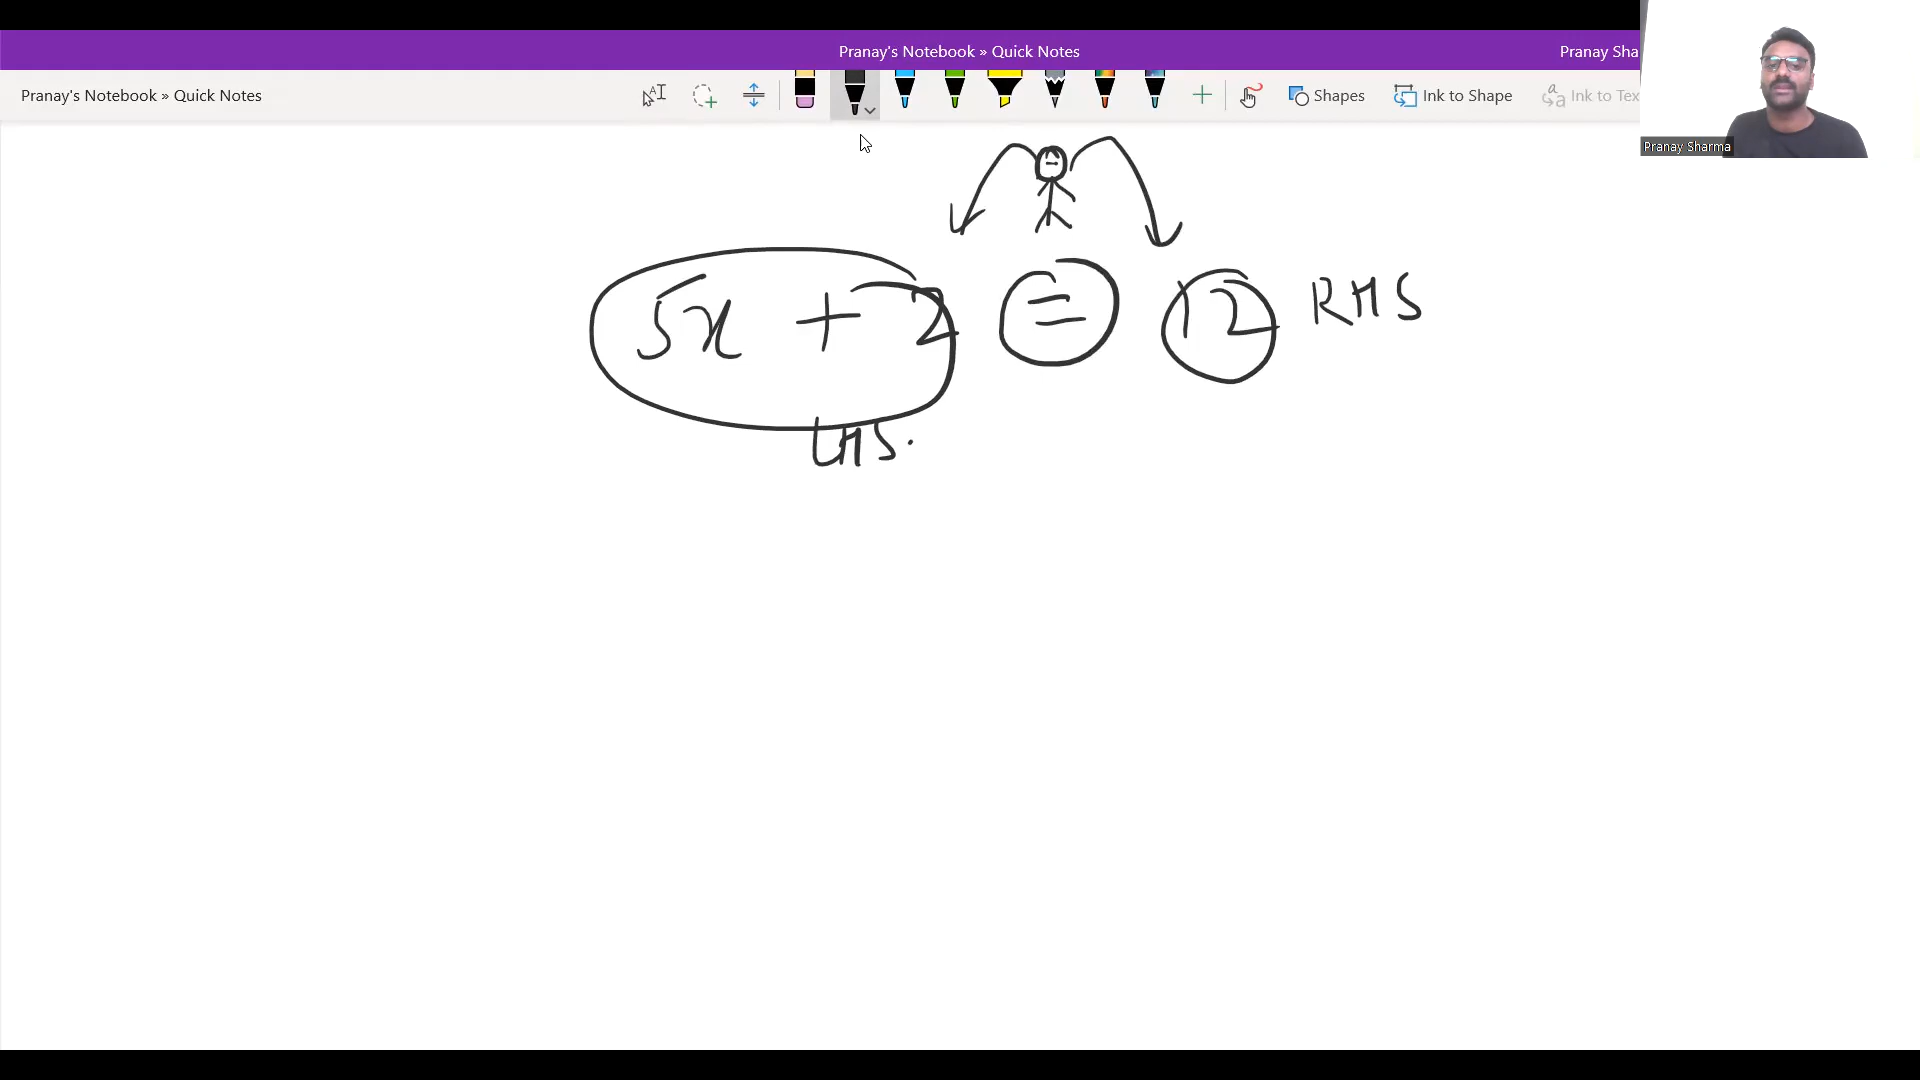 Pranay's Notebook » Quick Notes
Pranay Sha
Pranay's Notebook » Quick Notes
Shapes
Ink to Shape
Ink to Tex
Pranay Sharma
5x + 2 = 12 RHS
LHS.